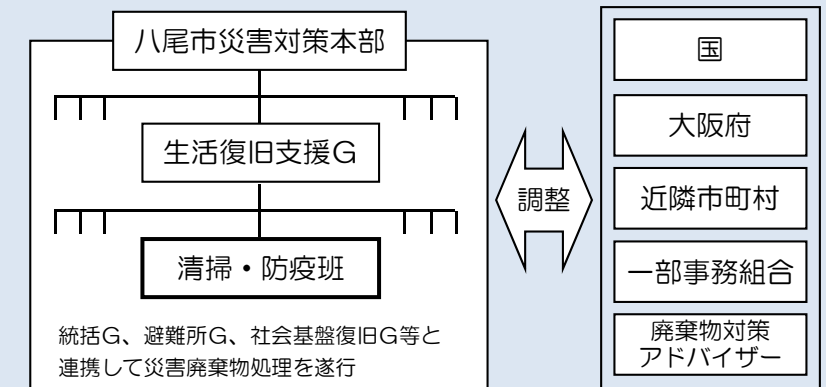 八尾市災害対策本部
生活復旧支援G
清掃・防疫班
統括G、避難所G、社会基盤復旧G等と
連携して災害廃棄物処理を遂行
調整
国
大阪府
近隣市町村
一部事務組合
廃棄物対策
アドバイザー